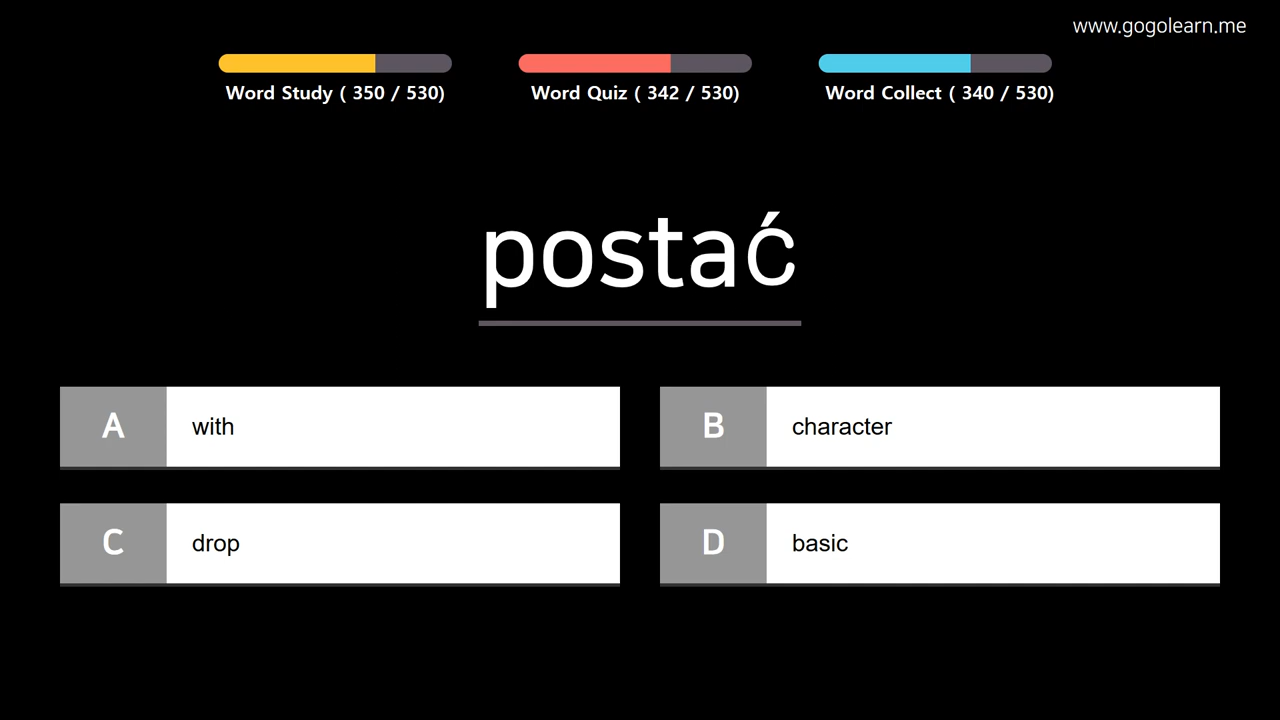 www.gogolearn.me
Word Study ( 350 / 530)
Word Quiz ( 342 / 530)
Word Collect ( 340 / 530)
postać
A with
B character
C drop
D basic